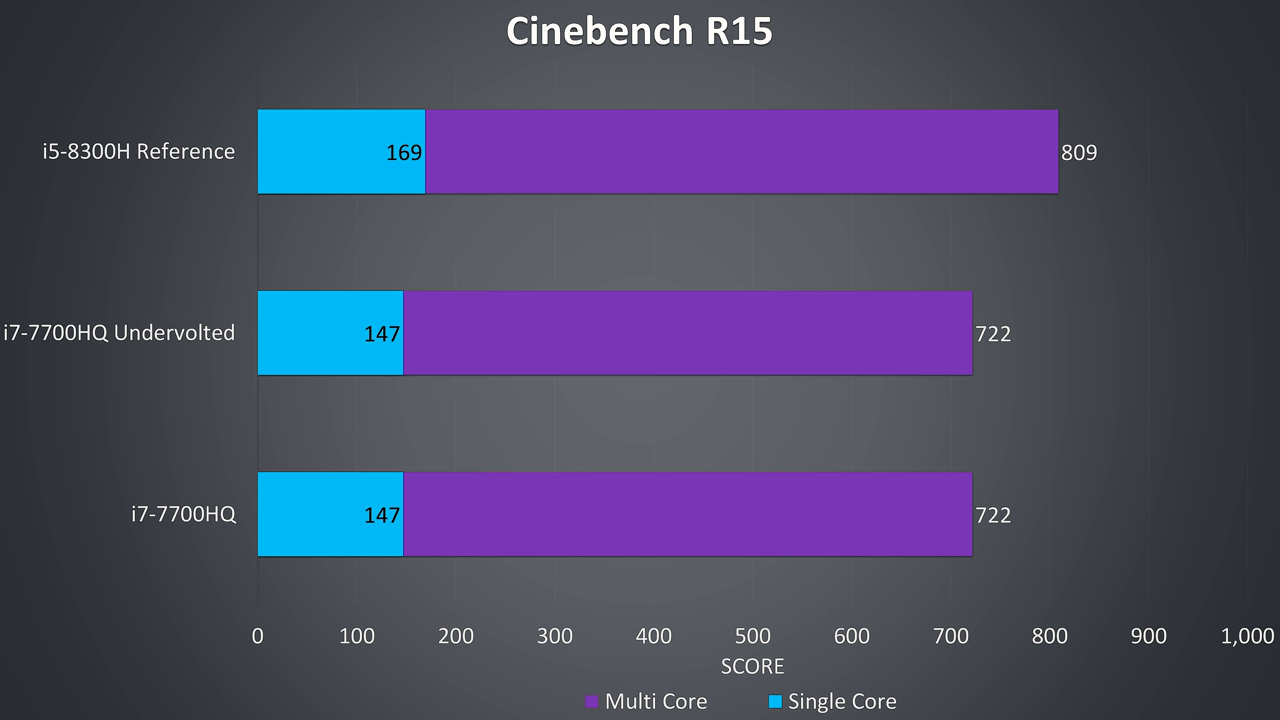 Cinebench R15
i5-8300H Reference
169
809
i7-7700HQ Undervolted
147
722
i7-7700HQ
147
722
0 100 200 300 400 500 600 700 800 900 1,000
SCORE
Multi Core Single Core